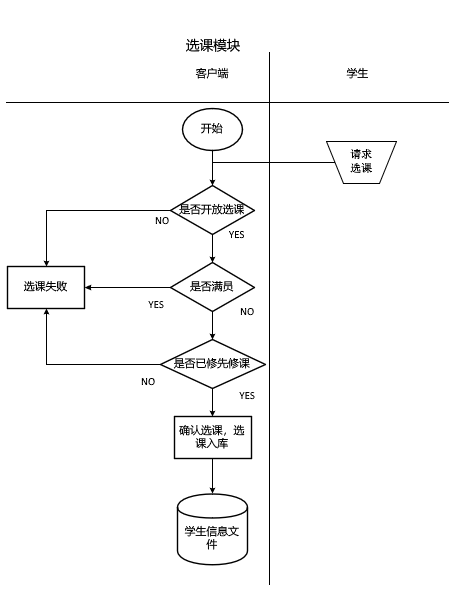 选课模块
客户端
学生
开始
请求
选课
是否开放选课
NO
YES
选课失败
是否满员
YES
NO
是否已修先修课
NO
YES
确认选课，选
课入库
学生信息文
件